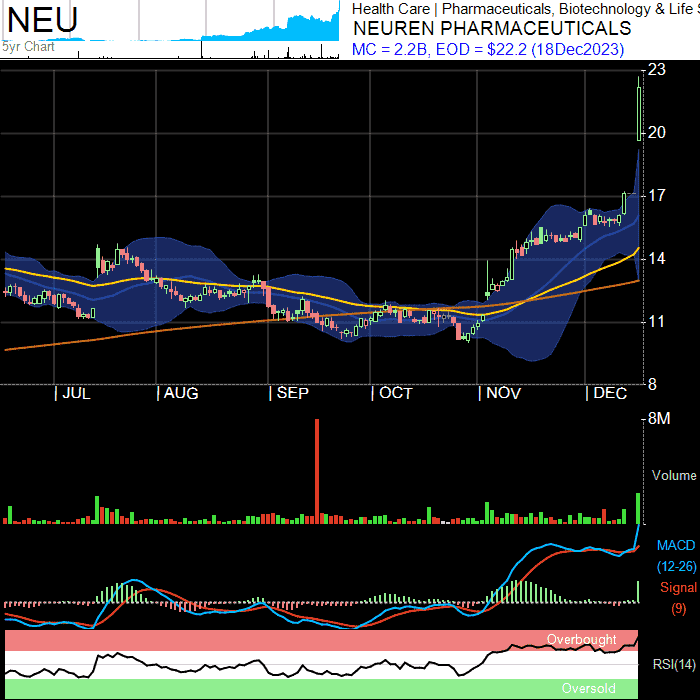 NEU
5yr Chart
Health Care | Pharmaceuticals, Biotechnology & Life S
NEUREN PHARMACEUTICALS
MC = 2.2B, EOD = $22.2 (18Dec2023)
23
20
17
14
11
8
| JUL | AUG | SEP | OCT | NOV | DEC
8M
Volume
MACD
(12-26)
Signal
(9)
Overbought
RSI(14)
Oversold